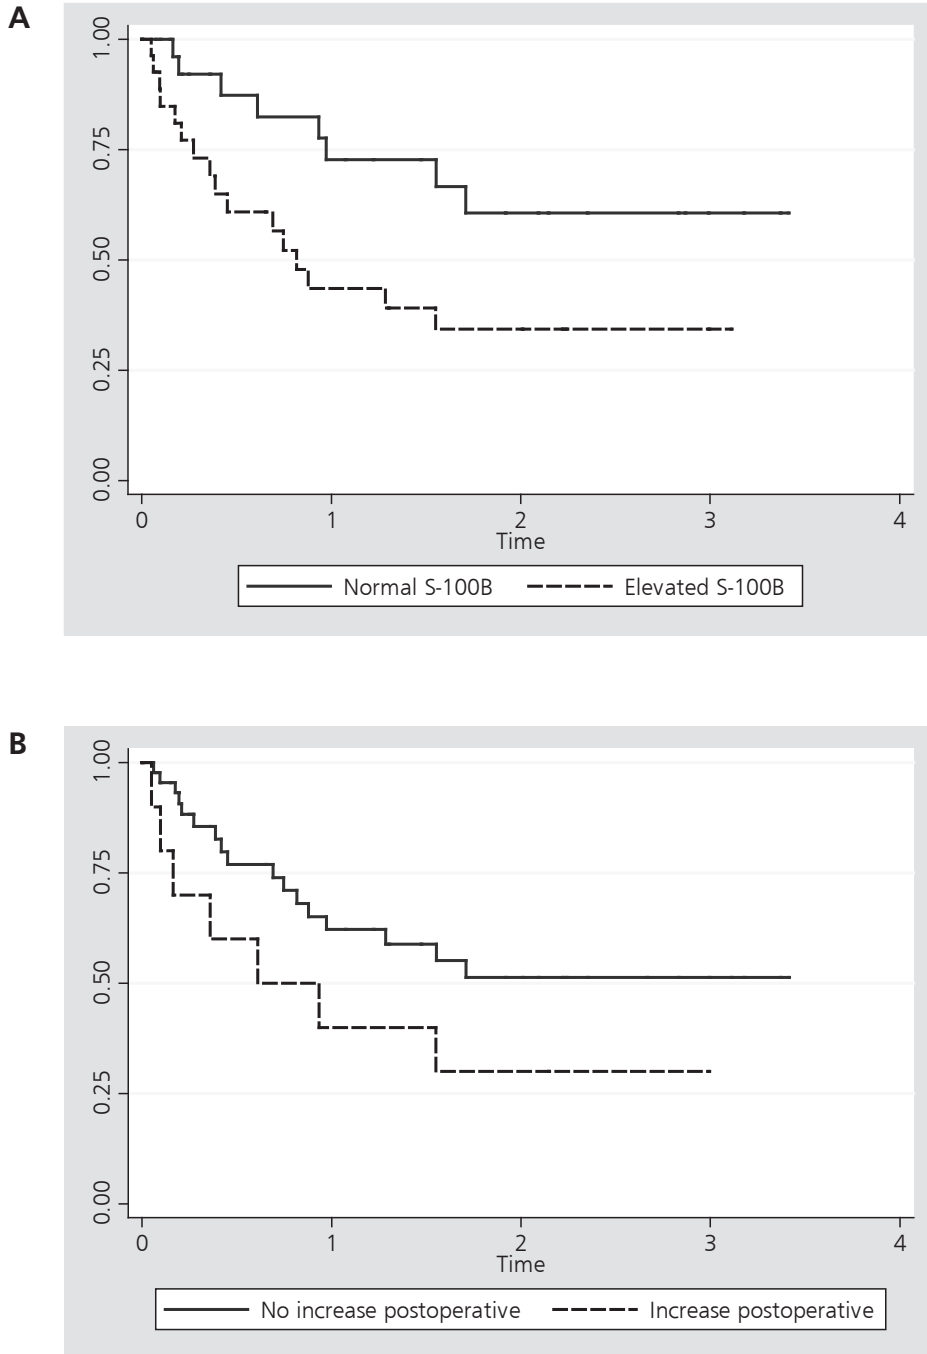 A
1.00
0.75
0.50
0.25
0.00
0 1 2 3 4
Time
Normal S-100B Elevated S-100B
B
1.00
0.75
0.50
0.25
0.00
0 1 2 3 4
Time
No increase postoperative Increase postoperative